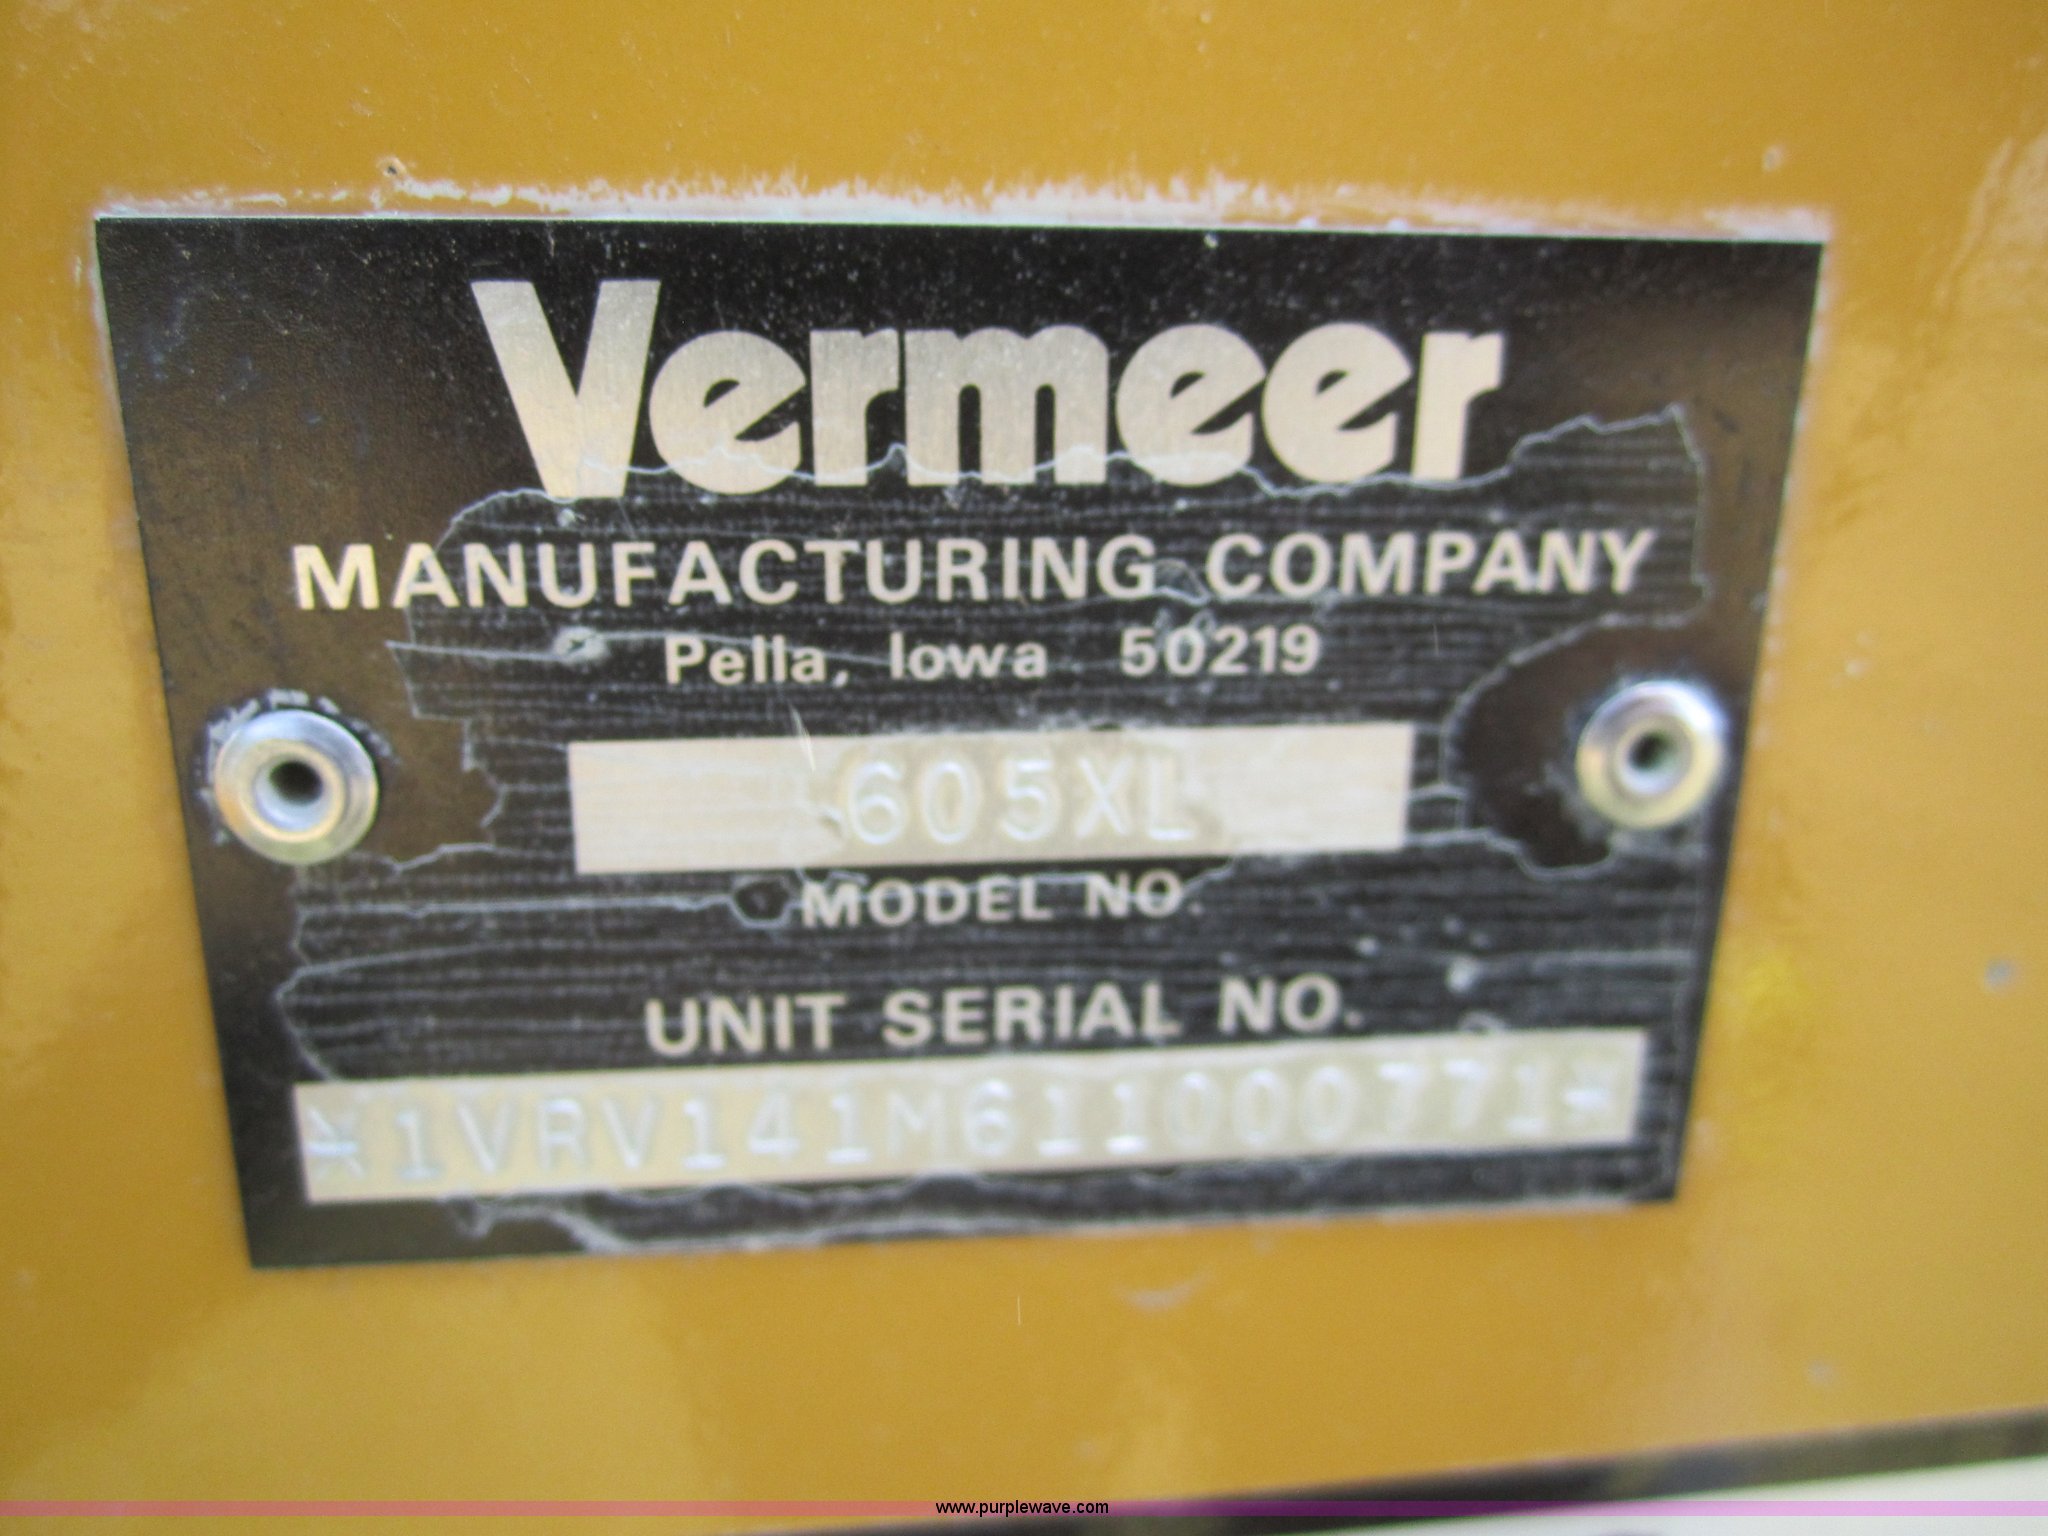 Vermeer
MANUFACTURING COMPANY
Pella, Iowa 50219
605XL
MODEL NO.
UNIT SERIAL NO.
*1VRV141M611000771*
www.purplewave.com